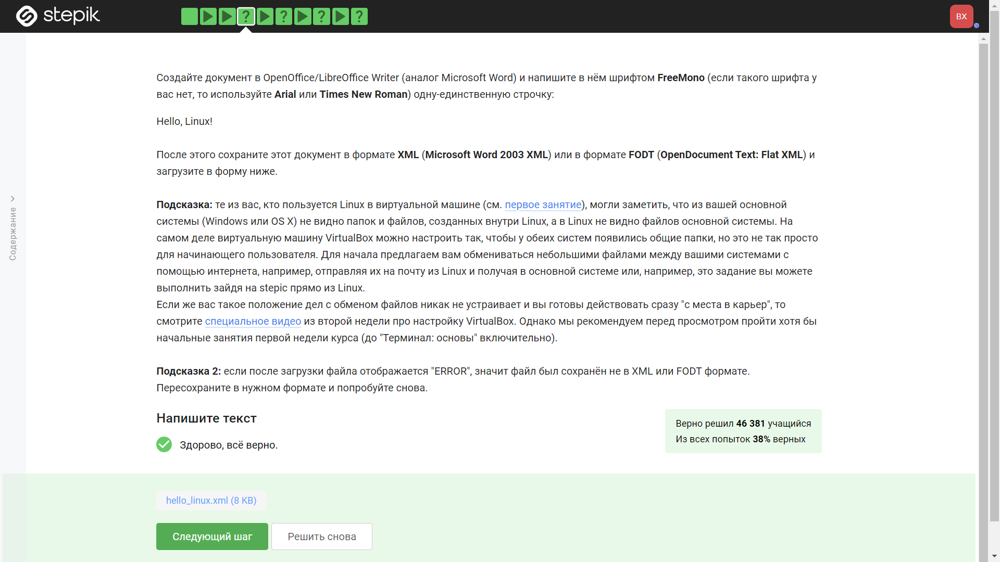 stepik
? ? ? ?
ВХ
Содержание
Создайте документ в OpenOffice/LibreOffice Writer (аналог Microsoft Word) и напишите в нём шрифтом FreeMono (если такого шрифта у
вас нет, то используйте Arial или Times New Roman) одну-единственную строчку:
Hello, Linux!
После этого сохраните этот документ в формате XML (Microsoft Word 2003 XML) или в формате FODT (OpenDocument Text: Flat XML) и
загрузите в форму ниже.
Подсказка: те из вас, кто пользуется Linux в виртуальной машине (см. первое занятие), могли заметить, что из вашей основной
системы (Windows или OS X) не видно папок и файлов, созданных внутри Linux, а в Linux не видно файлов основной системы. На
самом деле виртуальную машину VirtualBox можно настроить так, чтобы у обеих систем появились общие папки, но это не так просто
для начинающего пользователя. Для начала предлагаем вам обмениваться небольшими файлами между вашими системами с
помощью интернета, например, отправляя их на почту из Linux и получая в основной системе или, например, это задание вы можете
выполнить зайдя на stepic прямо из Linux.
Если же вас такое положение дел с обменом файлов никак не устраивает и вы готовы действовать сразу "с места в карьер", то
смотрите специальное видео из второй недели про настройку VirtualBox. Однако мы рекомендуем перед просмотром пройти хотя бы
начальные занятия первой недели курса (до "Терминал: основы" включительно).
Подсказка 2: если после загрузки файла отображается "ERROR", значит файл был сохранён не в XML или FODT формате.
Пересохраните в нужном формате и попробуйте снова.
Напишите текст
Верно решил 46 381 учащийся
Из всех попыток 38% верных
Здорово, всё верно.
hello_linux.xml (8 KB)
Следующий шаг
Решить снова